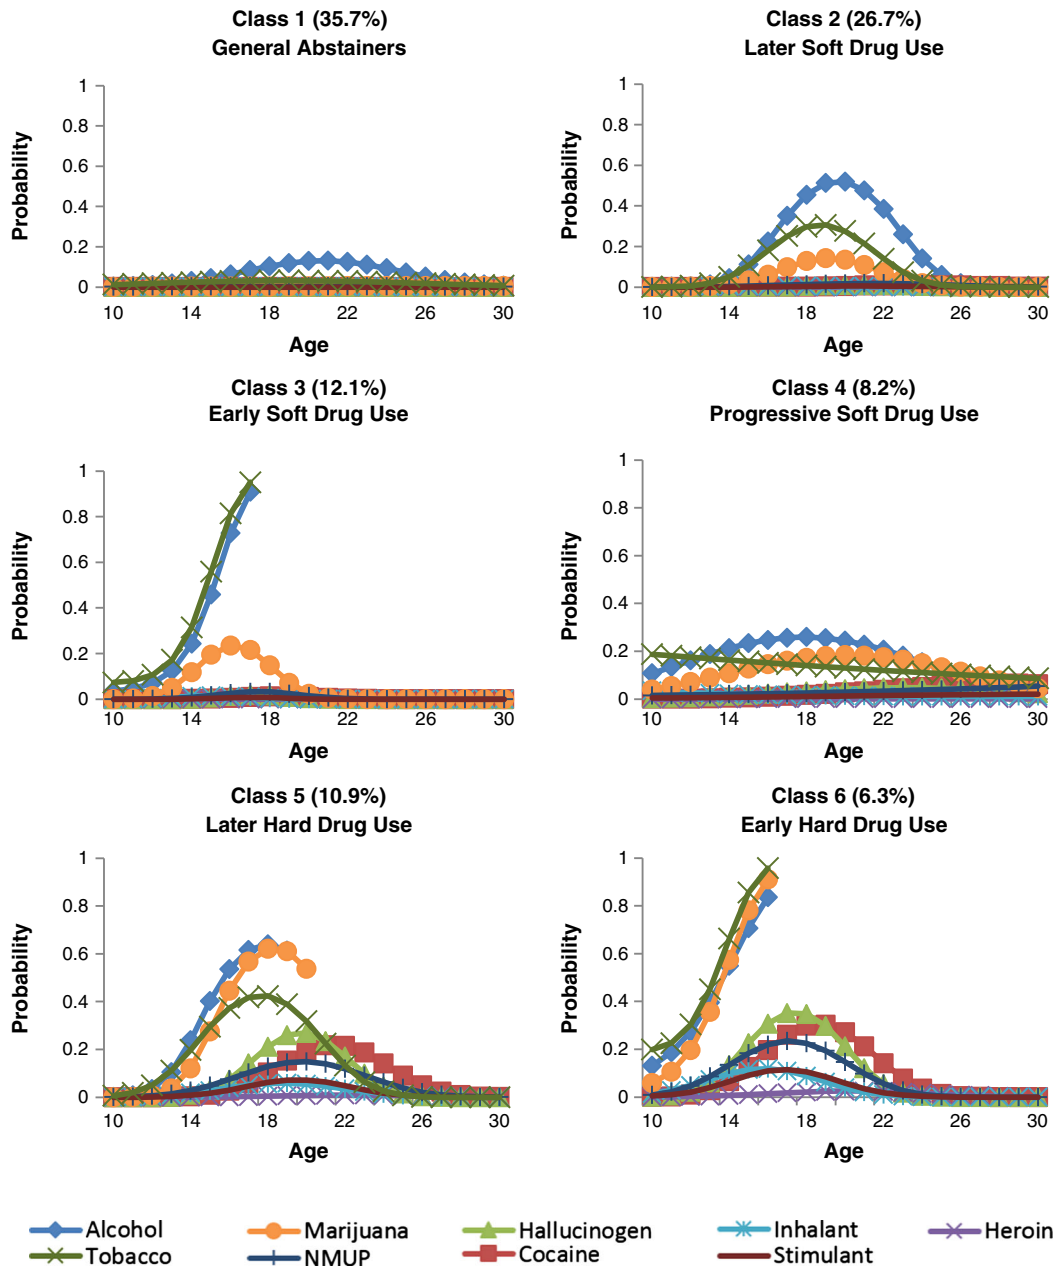 Class 1 (35.7%)
General Abstainers
Probability
1
0.8
0.6
0.4
0.2
0
10 14 18 22 26 30
Age
Class 2 (26.7%)
Later Soft Drug Use
Probability
1
0.8
0.6
0.4
0.2
0
10 14 18 22 26 30
Age
Class 3 (12.1%)
Early Soft Drug Use
Probability
1
0.8
0.6
0.4
0.2
0
10 14 18 22 26 30
Age
Class 4 (8.2%)
Progressive Soft Drug Use
Probability
1
0.8
0.6
0.4
0.2
0
10 14 18 22 26 30
Age
Class 5 (10.9%)
Later Hard Drug Use
Probability
1
0.8
0.6
0.4
0.2
0
10 14 18 22 26 30
Age
Class 6 (6.3%)
Early Hard Drug Use
Probability
1
0.8
0.6
0.4
0.2
0
10 14 18 22 26 30
Age
Alcohol Marijuana Hallucinogen Inhalant Heroin
Tobacco NMUP Cocaine Stimulant